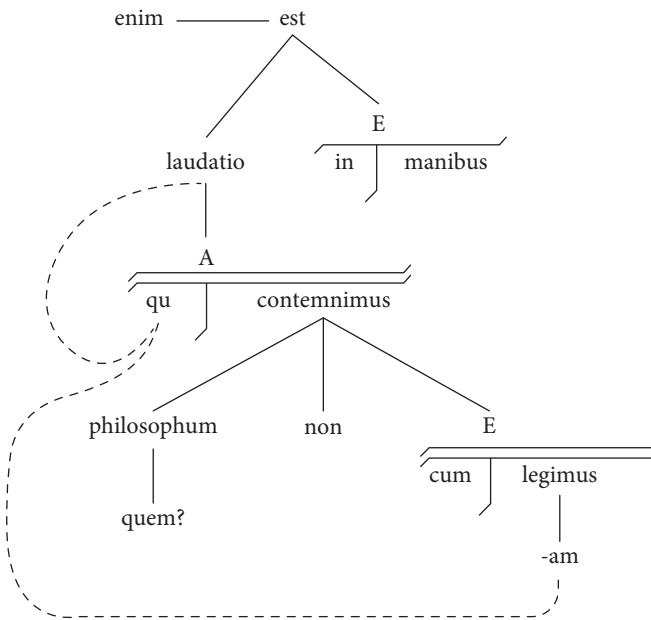 enim est
E
laudatio in manibus
A
qu contemnimus
philosophum non E
cum legimus
quem?
-am